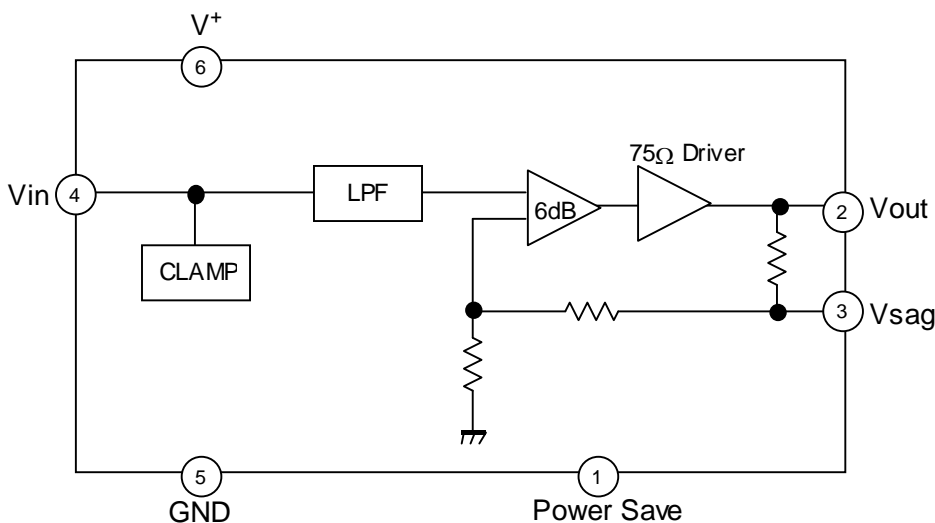 V+
6
75Ω Driver
Vin
4
LPF
6dB
2
Vout
CLAMP
3
Vsag
5
GND
1
Power Save